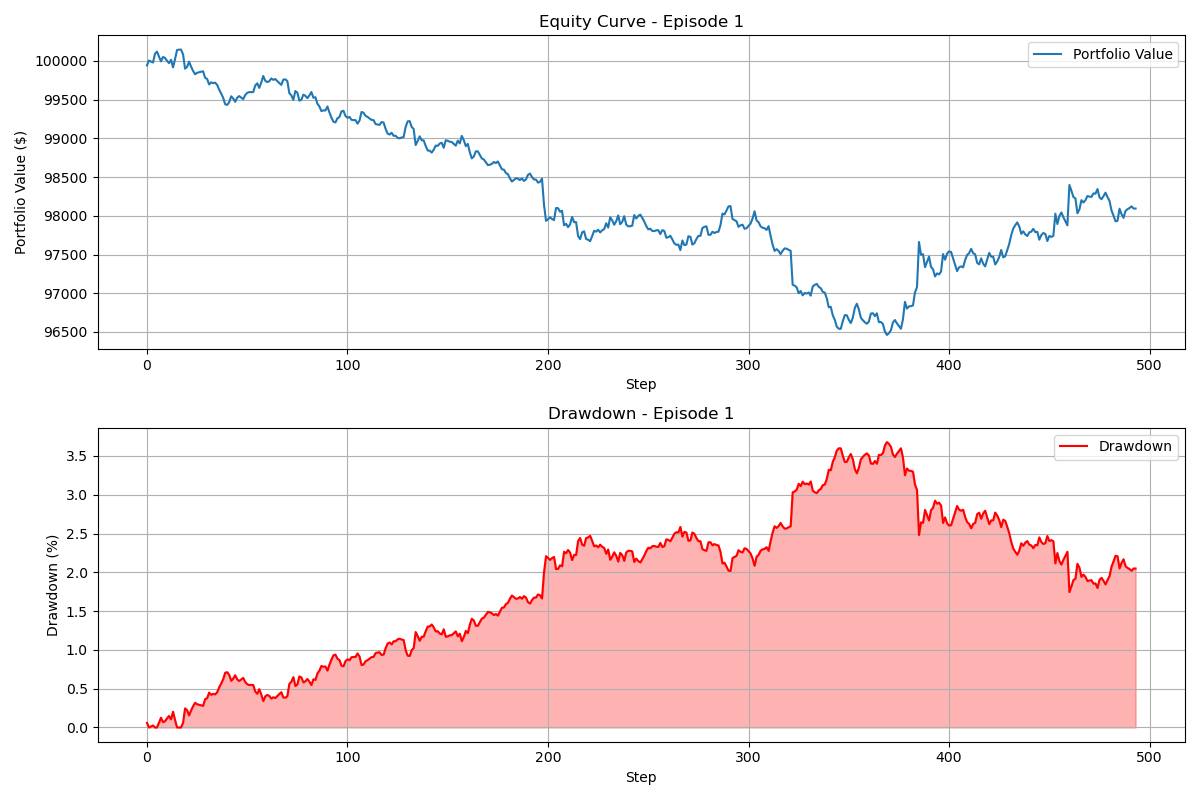 Equity Curve - Episode 1
Portfolio Value
Portfolio Value ($)
100000
99500
99000
98500
98000
97500
97000
96500
0 100 200 300 400 500
Step
Drawdown - Episode 1
Drawdown
Drawdown (%)
3.5
3.0
2.5
2.0
1.5
1.0
0.5
0.0
0 100 200 300 400 500
Step